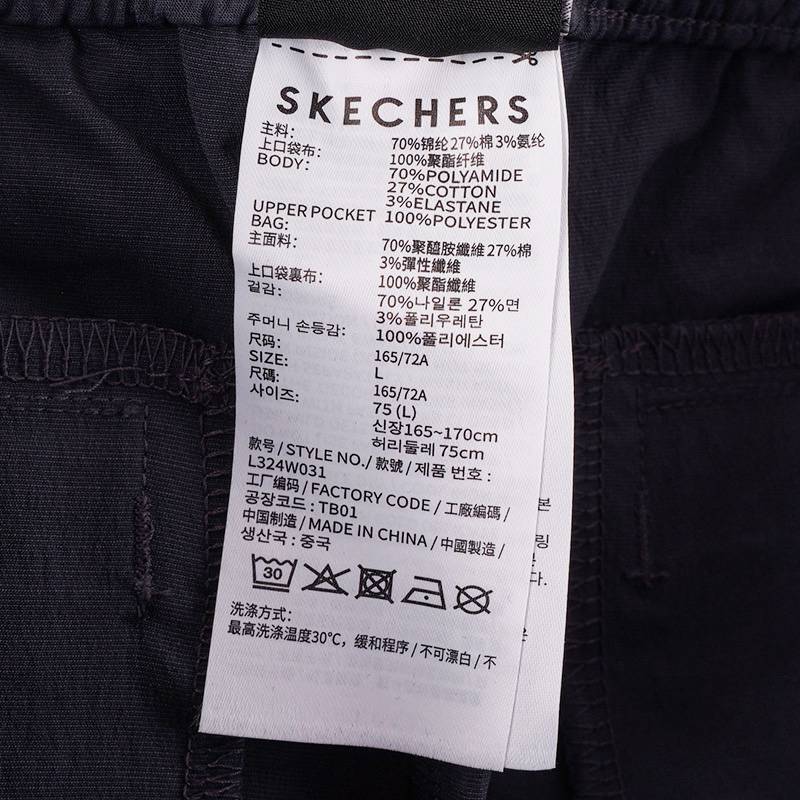 SKECHERS
主料: 70%锦纶 27%棉 3%氨纶
上口袋布: 100%聚酯纤维
BODY: 70%POLYAMIDE
27%COTTON
3%ELASTANE
UPPER POCKET 100%POLYESTER
BAG:
主面料: 70%聚醯胺纖維 27%棉
3%彈性纖維
上口袋裏布: 100%聚酯纖維
겉감: 70%나일론 27%면
3%폴리우레탄
주머니 손등감: 100%폴리에스터
尺码: 165/72A
SIZE: L
尺碼: 165/72A
사이즈: 75 (L)
신장165~170cm
허리둘레 75cm
款号 / STYLE NO. / 款號 / 제품 번호 :
L324W031
工厂编码 / FACTORY CODE / 工廠編碼 /
공장코드 : TB01
中国制造 / MADE IN CHINA / 中國製造 /
생산국 : 중국
30
洗涤方式:
最高洗涤温度30°C, 缓和程序 / 不可漂白 / 不
본
링
다.
은